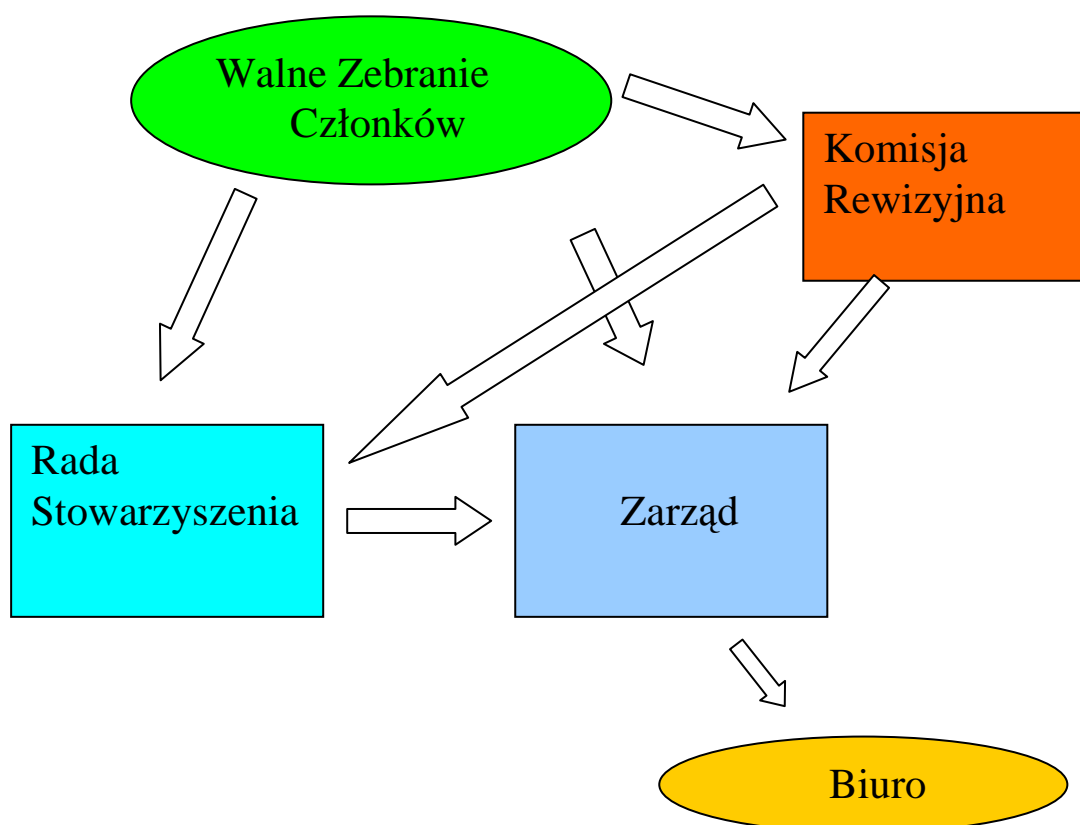 Walne Zebranie
Członków
Komisja
Rewizyjna
Rada
Stowarzyszenia
Zarząd
Biuro